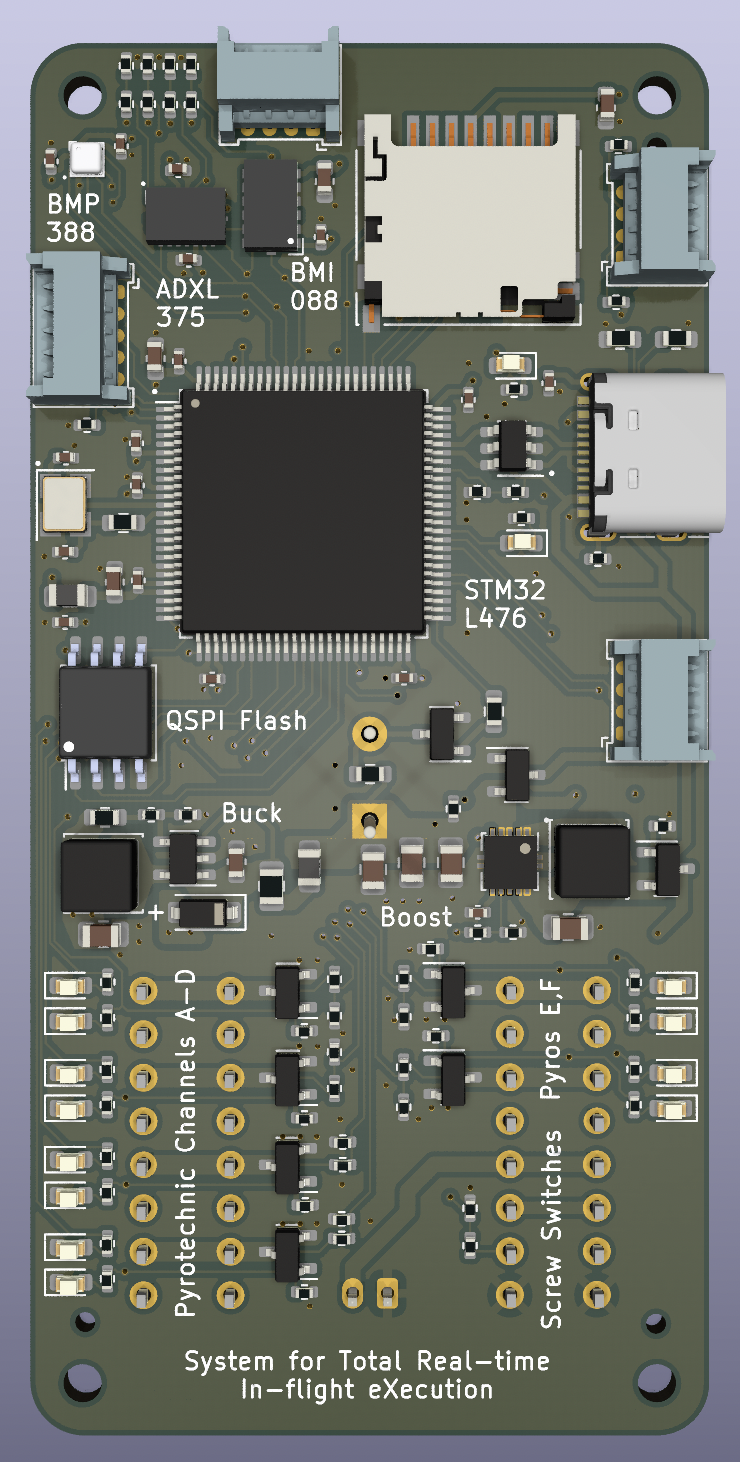 BMP
388
ADXL
375
BMI
088
STM32
L476
QSPI Flash
Buck
+
Boost
Pyrotechnic Channels A-D
Pyros E,F
Screw Switches
System for Total Real-time
In-flight eXecution